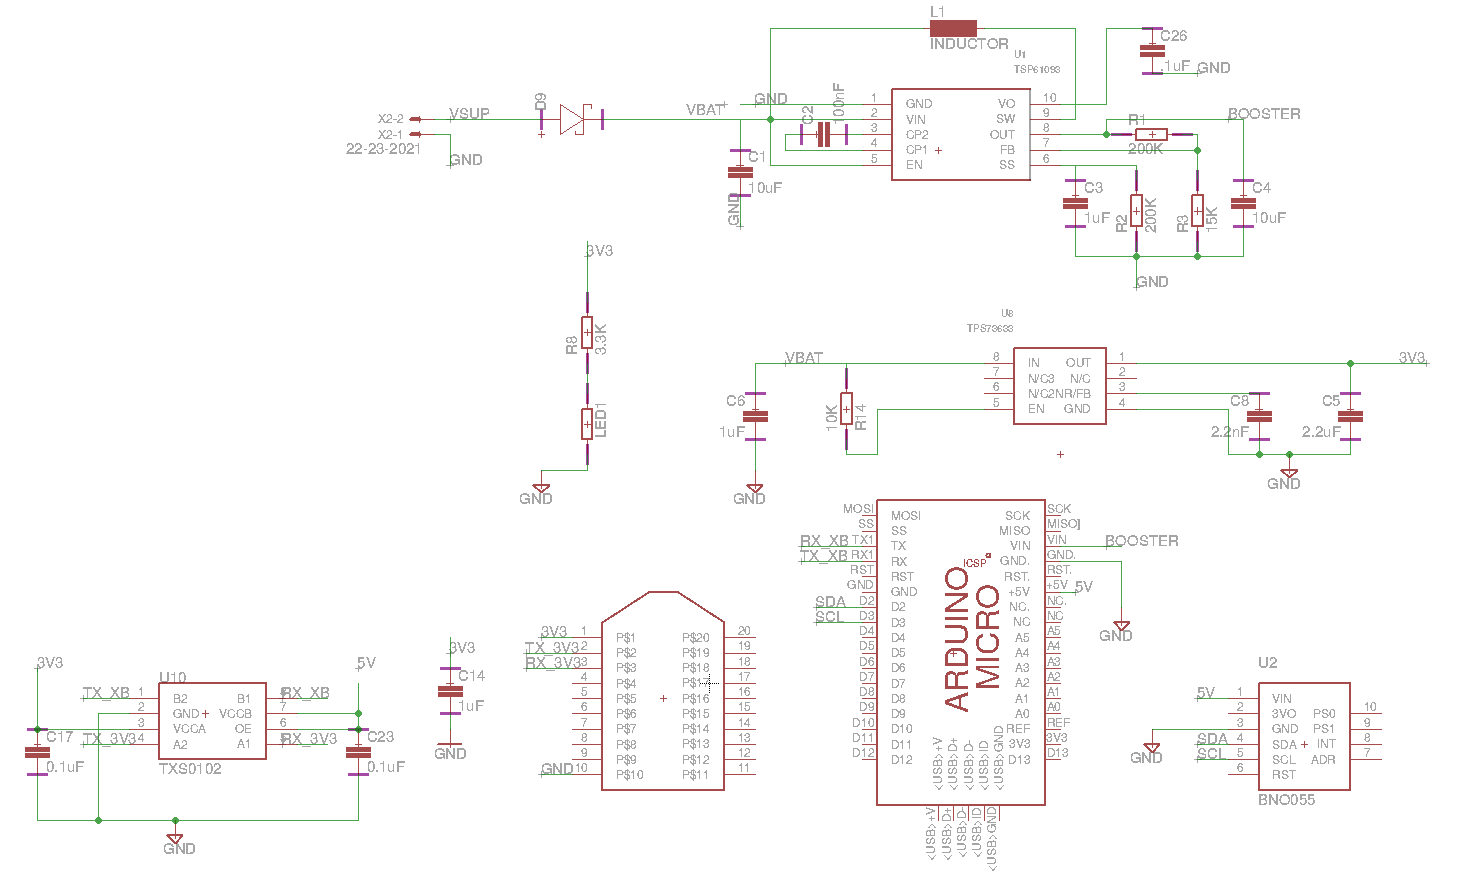 L1
INDUCTOR
U1
TSP61093
C26
.1uF
GND
X2-2
VSUP
X2-1
22-23-2021
GND
D9
VBAT
GND
C2
100nF
1 GND VO 10
2 VIN SW 9
3 CP2 OUT 8
4 CP1 FB 7
5 EN SS 6
C1
10uF
GND
BOOSTER
R1
200K
C3
1uF
R2
200K
R3
15K
C4
10uF
GND
3V3
R8
3.3K
LED1
GND
U8
TPS73633
VBAT
8 IN OUT 1
7 N/C3 N/C 2
6 N/C2 NR/FB 3
5 EN GND 4
3V3
C6
1uF
GND
10K
R14
C8
2.2nF
C5
2.2uF
GND
MOSI MOSI SCK SCK
SS SS MISO MISO]
RX_XB TX1 TX VIN VIN BOOSTER
TX_XB RX1 RX GND. GND.
RST RST RST. RST.
GND GND +5V +5V 5V
SDA D2 D2 NC. NC.
SCL D3 D3 NC NC
D4 D4 A5 A5
D5 D5 A4 A4
D6 D6 A3 A3
D7 D7 A2 A2
D8 D8 A1 A1
D9 D9 A0 A0
D10 D10 REF REF
D11 D11 3V3 3V3
D12 D12 D13 D13
ICSP
ARDUINO
MICRO
<USB>+V
<USB>D+
<USB>D-
<USB>ID
<USB>GND
<USB>+V
<USB>D+
<USB>D-
<USB>ID
<USB>GND
GND
3V3
5V
U10
TX_XB 1 B2 B1 8 RX_XB
2 GND VCCB 7
3 VCCA OE 6
TX_3V3 4 A2 A1 5 RX_3V3
TXS0102
C17
0.1uF
C23
0.1uF
GND
3V3
C14
1uF
GND
3V3 1 P$1 P$20 20
TX_3V3 2 P$2 P$19 19
RX_3V3 3 P$3 P$18 18
4 P$4 P$17 17
5 P$5 P$16 16
6 P$6 P$15 15
7 P$7 P$14 14
8 P$8 P$13 13
9 P$9 P$12 12
GND 10 P$10 P$11 11
U2
5V 1 VIN
2 3VO PS0 10
3 GND PS1 9
SDA 4 SDA INT 8
SCL 5 SCL ADR 7
6 RST
GND
BNO055